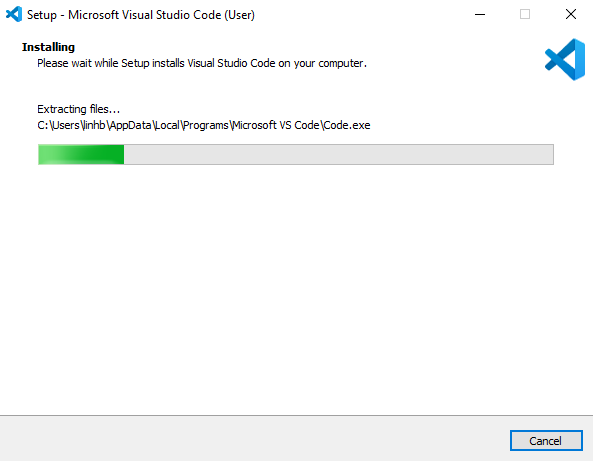 Setup - Microsoft Visual Studio Code (User)
Installing
Please wait while Setup installs Visual Studio Code on your computer.
Extracting files...
C:\Users\linhb\AppData\Local\Programs\Microsoft VS Code\Code.exe
Cancel